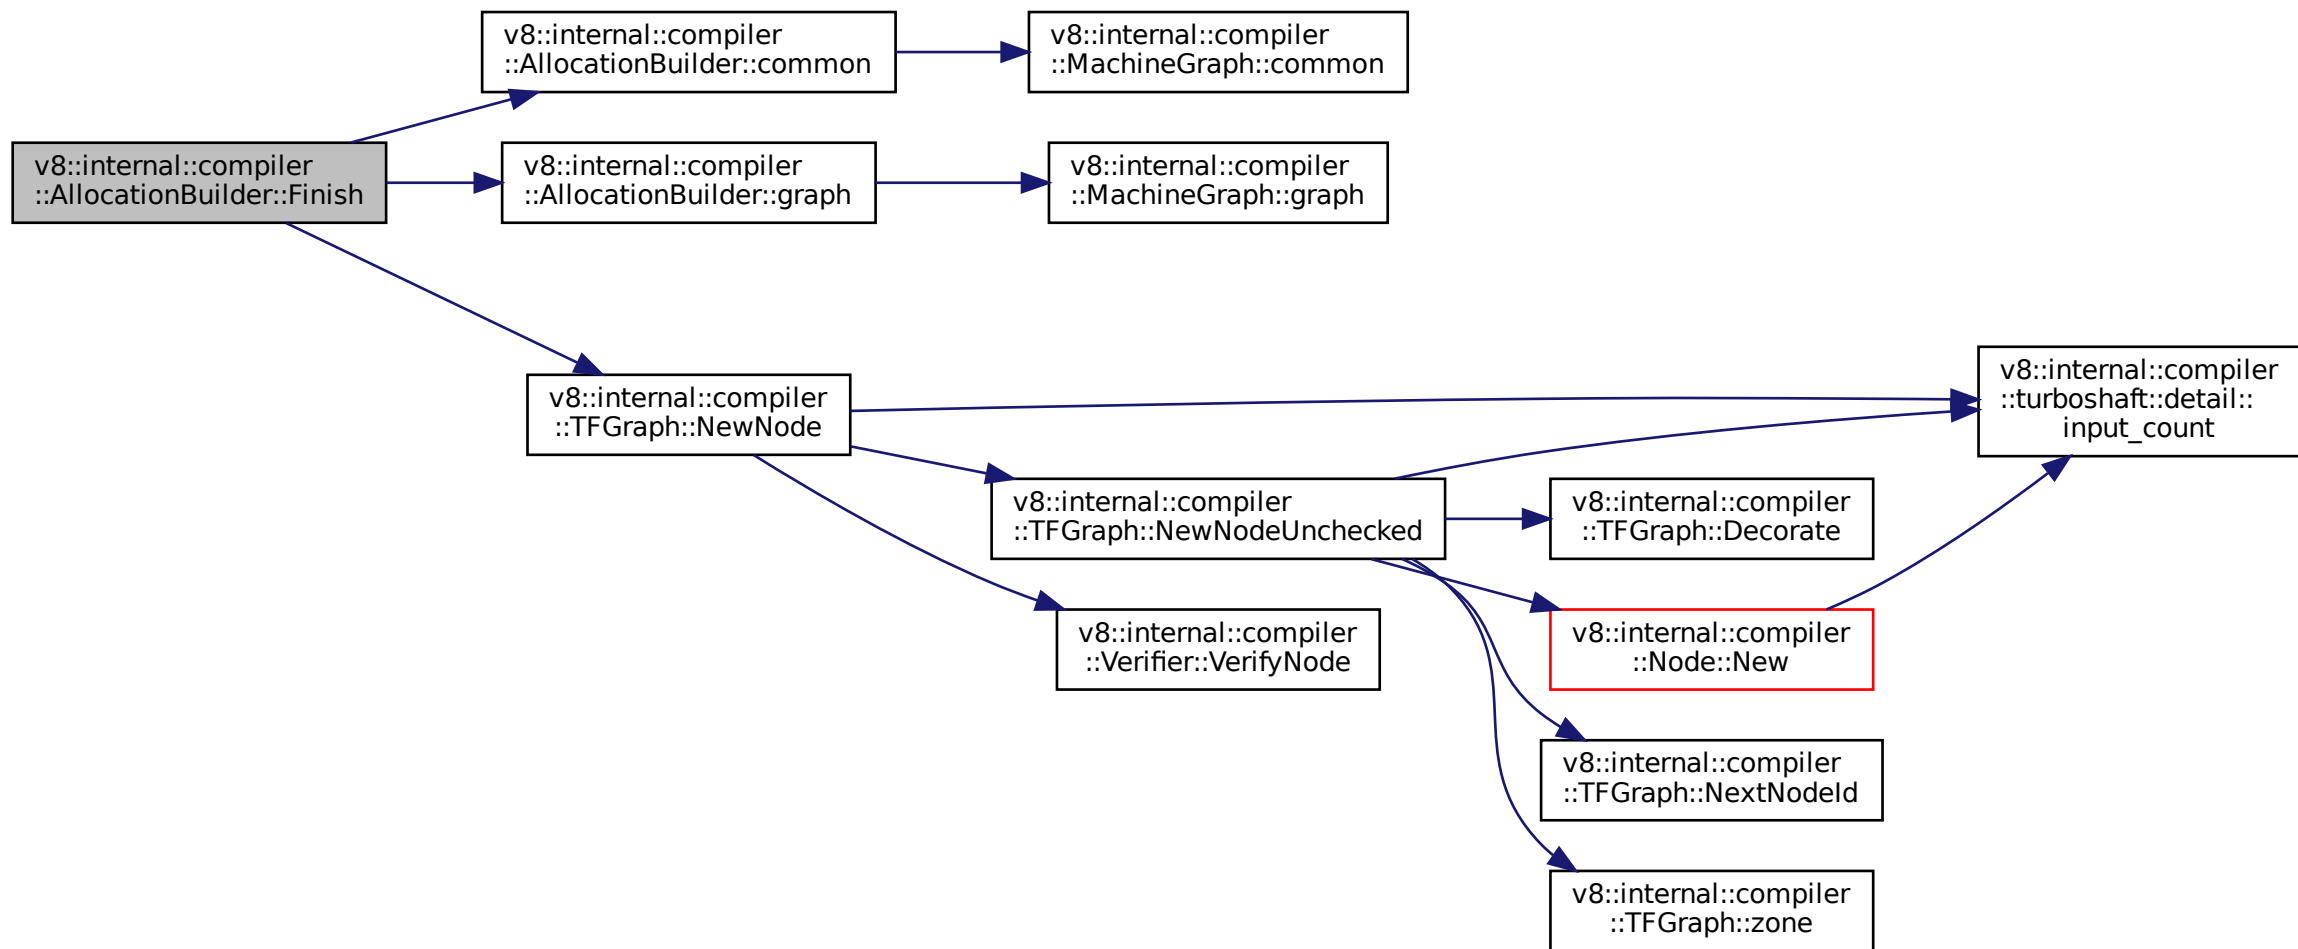 v8::internal::compiler
::AllocationBuilder::common
v8::internal::compiler
::MachineGraph::common
v8::internal::compiler
::AllocationBuilder::Finish
v8::internal::compiler
::AllocationBuilder::graph
v8::internal::compiler
::MachineGraph::graph
v8::internal::compiler
::TFGraph::NewNode
v8::internal::compiler
::turboshaft::detail::
input_count
v8::internal::compiler
::TFGraph::NewNodeUnchecked
v8::internal::compiler
::TFGraph::Decorate
v8::internal::compiler
::Verifier::VerifyNode
v8::internal::compiler
::Node::New
v8::internal::compiler
::TFGraph::NextNodeId
v8::internal::compiler
::TFGraph::zone